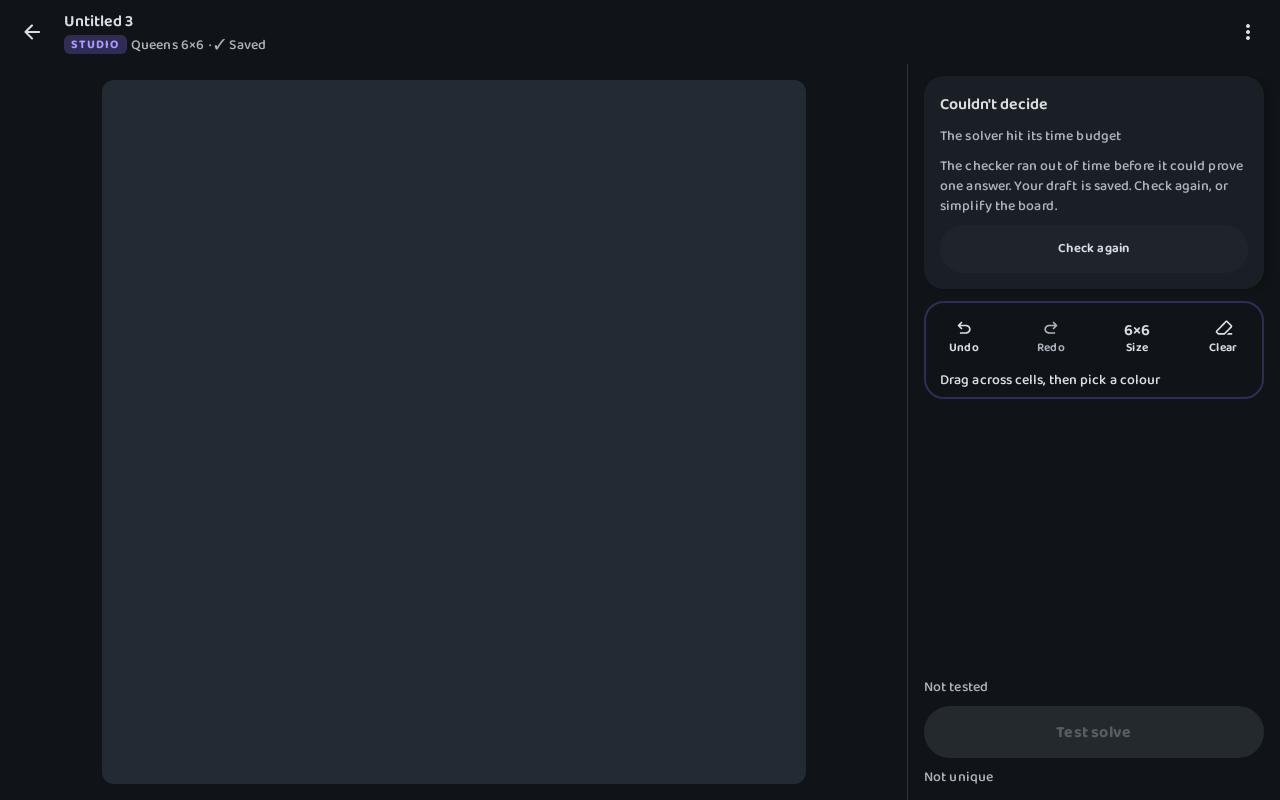 Untitled 3
STUDIO Queens 6×6 · ✓ Saved
Couldn't decide
The solver hit its time budget
The checker ran out of time before it could prove
one answer. Your draft is saved. Check again, or
simplify the board.
Check again
Undo
Redo
6×6
Size
Clear
Drag across cells, then pick a colour
Not tested
Test solve
Not unique